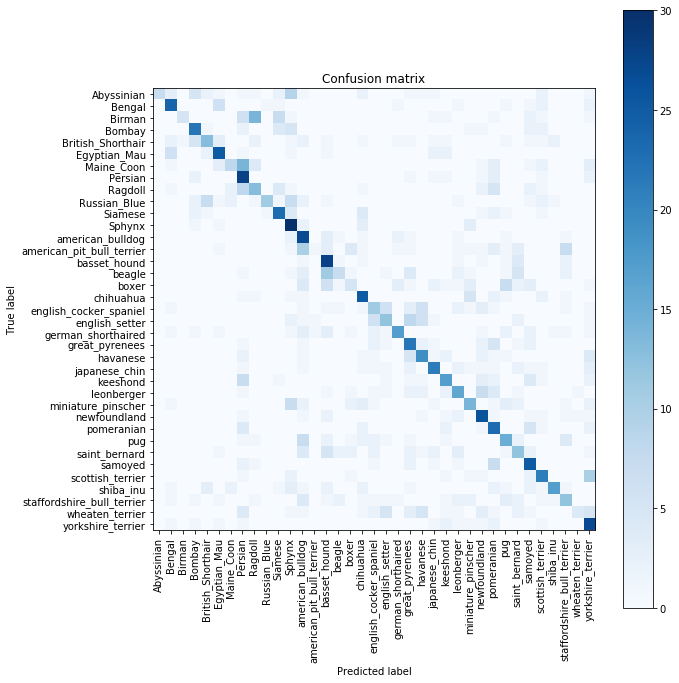 Confusion matrix
Abyssinian
Bengal
Birman
Bombay
British_Shorthair
Egyptian_Mau
Maine_Coon
Persian
Ragdoll
Russian_Blue
Siamese
Sphynx
american_bulldog
american_pit_bull_terrier
basset_hound
beagle
boxer
chihuahua
english_cocker_spaniel
english_setter
german_shorthaired
great_pyrenees
havanese
japanese_chin
keeshond
leonberger
miniature_pinscher
newfoundland
pomeranian
pug
saint_bernard
samoyed
scottish_terrier
shiba_inu
staffordshire_bull_terrier
wheaten_terrier
yorkshire_terrier
True label
Abyssinian
Bengal
Birman
Bombay
British_Shorthair
Egyptian_Mau
Maine_Coon
Persian
Ragdoll
Russian_Blue
Siamese
Sphynx
american_bulldog
american_pit_bull_terrier
basset_hound
beagle
boxer
chihuahua
english_cocker_spaniel
english_setter
german_shorthaired
great_pyrenees
havanese
japanese_chin
keeshond
leonberger
miniature_pinscher
newfoundland
pomeranian
pug
saint_bernard
samoyed
scottish_terrier
shiba_inu
staffordshire_bull_terrier
wheaten_terrier
yorkshire_terrier
Predicted label
30
25
20
15
10
5
0